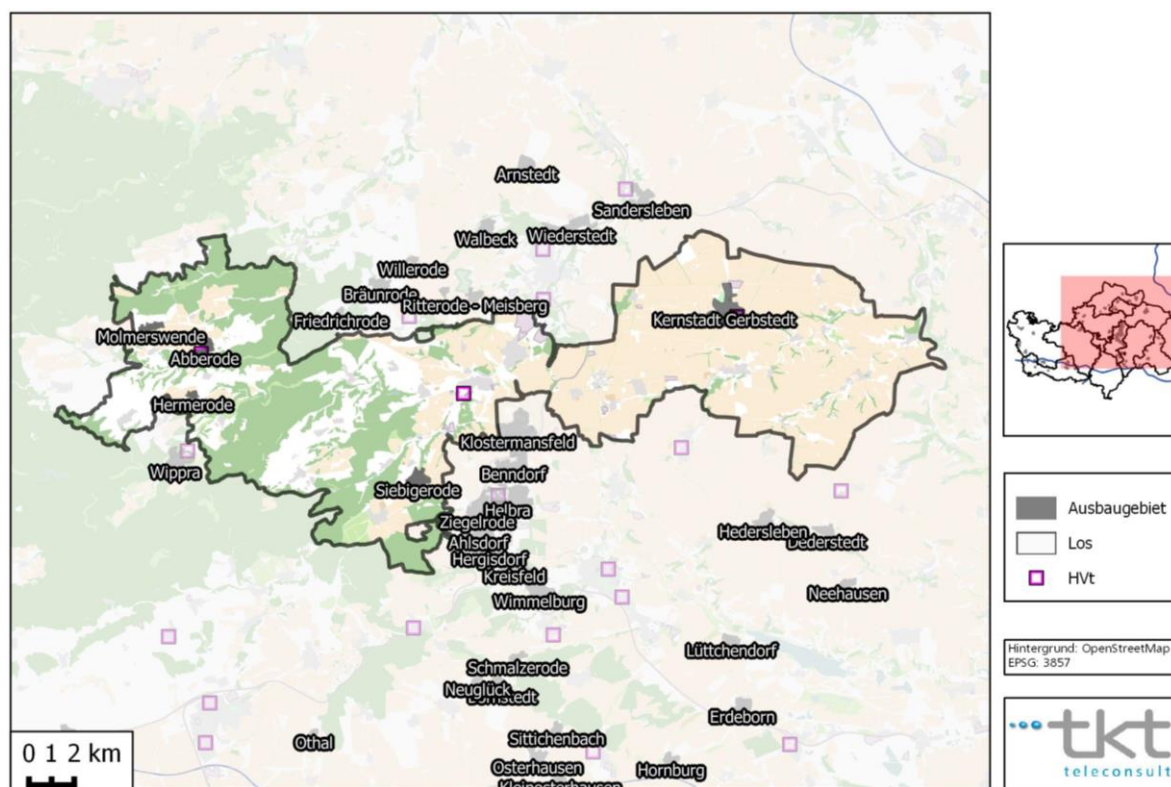 Arnstedt
Sandersleben
Walbeck
Wiederstedt
Willerode
Bräunrode
Ritterode - Meisberg
Friedrichrode
Kernstadt Gerbstedt
Molmerswende
Abberode
Hermerode
Klostermansfeld
Wippra
Benndorf
Siebigerode
Helbra
Ziegelrode
Hedersleben
Dederstedt
Ahlsdorf
Hergisdorf
Kreisfeld
Neehausen
Wimmelburg
Lüttchendorf
Schmalzerode
Neuglück
Bornstedt
Erdeborn
Othal
Sittichenbach
Osterhausen
Hornburg
Kleinosterhausen
0 1 2 km
Ausbaugebiet
Los
HVt
Hintergrund: OpenStreetMap
EPSG: 3857
tkt
teleconsult